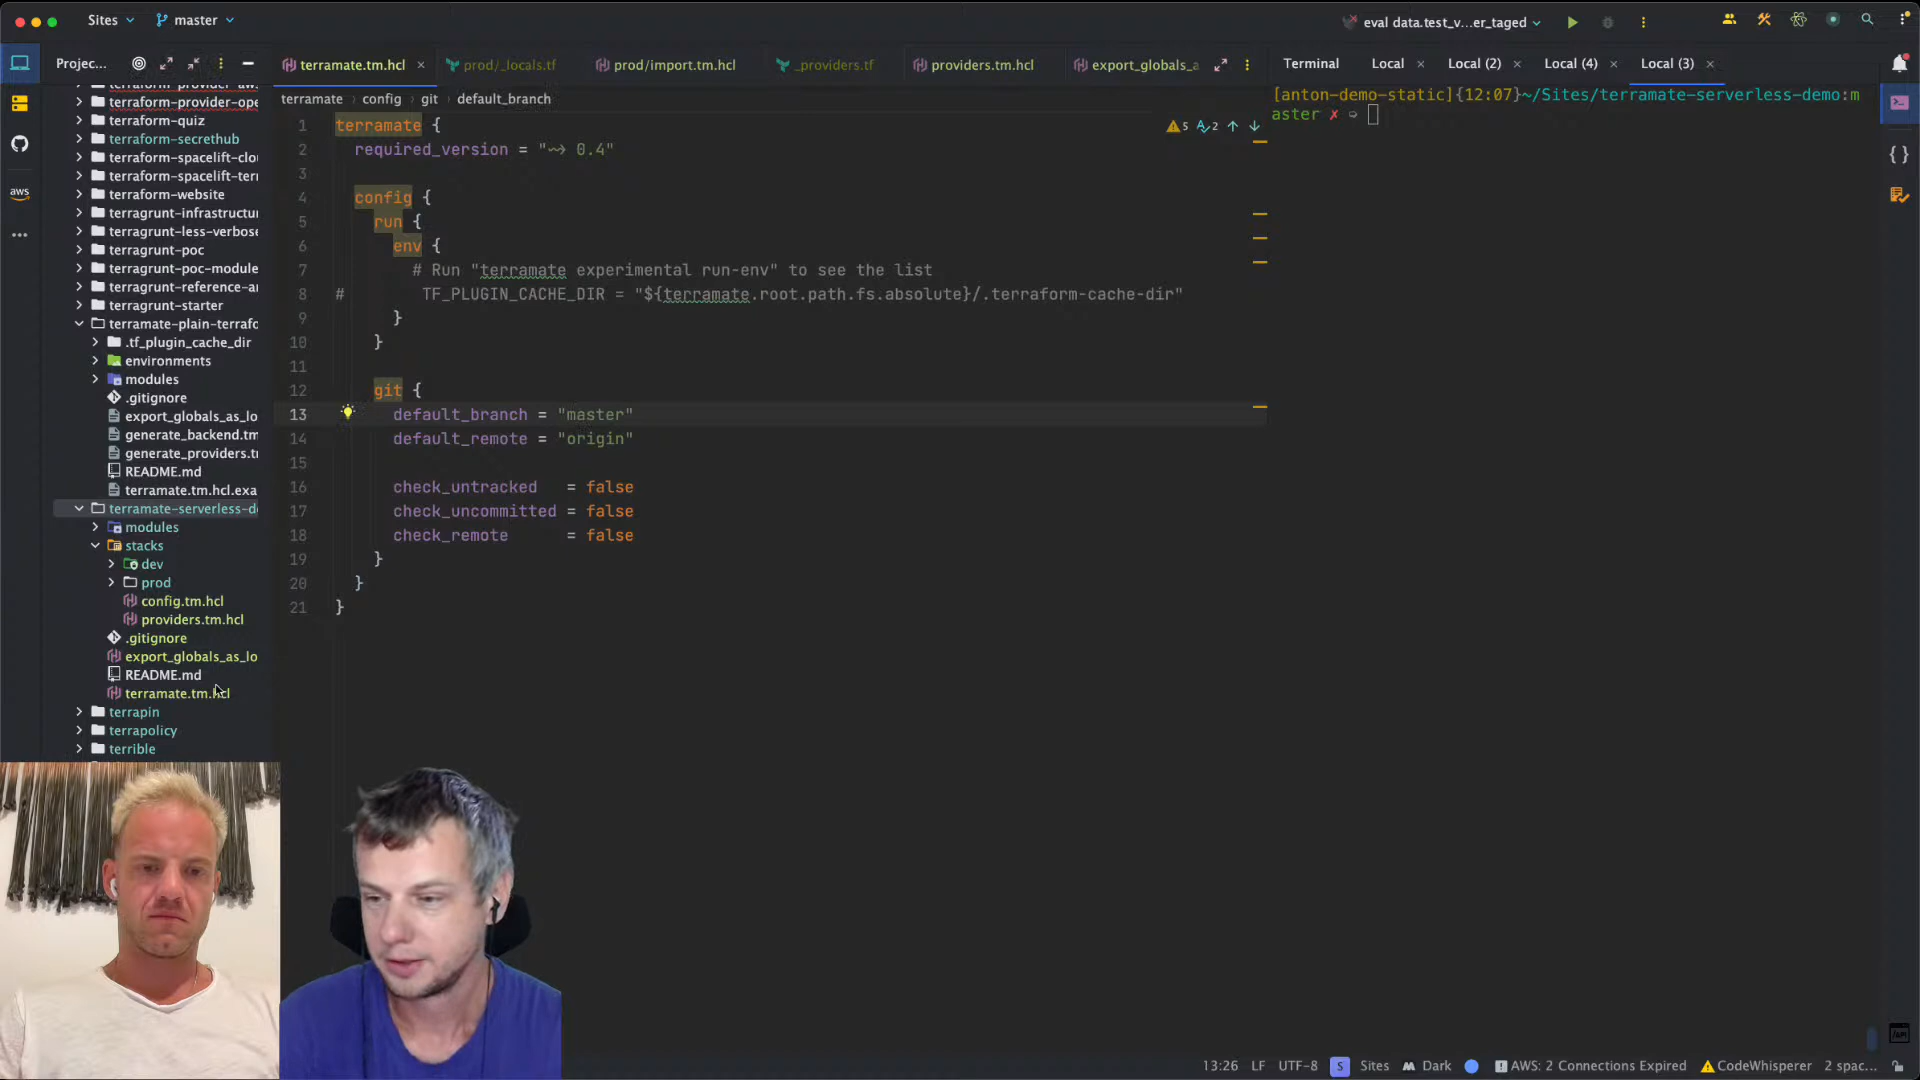 Sites
master
eval data.test_v...er_taged
Projec...
terramate.tm.hcl
prod/_locals.tf
prod/import.tm.hcl
_providers.tf
providers.tm.hcl
export_globals_a
Terminal
Local
Local (2)
Local (4)
Local (3)
terramate
config
git
default_branch
terraform-provider-aw
terraform-provider-ope
terraform-quiz
terraform-secrethub
terraform-spacelift-clo
terraform-spacelift-ter
terraform-website
terragrunt-infrastructu
terragrunt-less-verbose
terragrunt-poc
terragrunt-poc-module
terragrunt-reference-ar
terragrunt-starter
terramate-plain-terrafo
.tf_plugin_cache_dir
environments
modules
.gitignore
export_globals_as_lo
generate_backend.tm
generate_providers.t
README.md
terramate.tm.hcl.exa
terramate-serverless-de
modules
stacks
dev
prod
config.tm.hcl
providers.tm.hcl
.gitignore
export_globals_as_lo
README.md
terramate.tm.hcl
terrapin
terrapolicy
terrible
1 terramate {
2 required_version = "~> 0.4"
3
4 config {
5 run {
6 env {
7 # Run "terramate experimental run-env" to see the list
8 # TF_PLUGIN_CACHE_DIR = "${terramate.root.path.fs.absolute}/.terraform-cache-dir"
9 }
10 }
11
12 git {
13 default_branch = "master"
14 default_remote = "origin"
15
16 check_untracked = false
17 check_uncommitted = false
18 check_remote = false
19 }
20 }
21 }
5 2
[anton-demo-static]{12:07}~/Sites/terramate-serverless-demo:m
aster ✗ ➩
13:26 LF UTF-8 S Sites Dark AWS: 2 Connections Expired CodeWhisperer 2 spac...